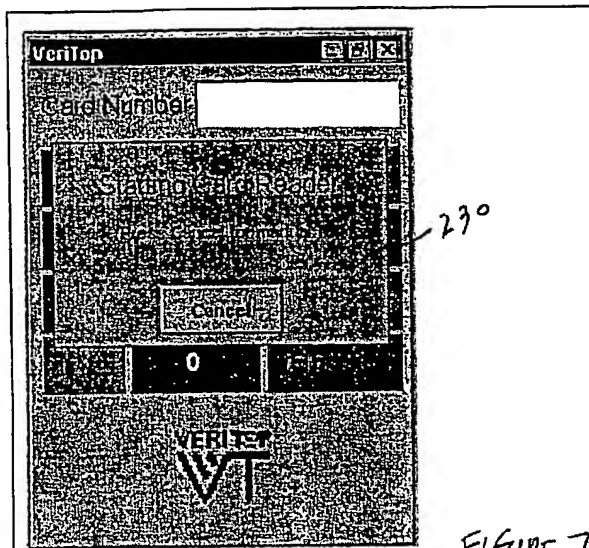 VeriTop
Card Number
Starting Card Reader
Cancel
0
VERITOP
VT
230
FIGURE 7